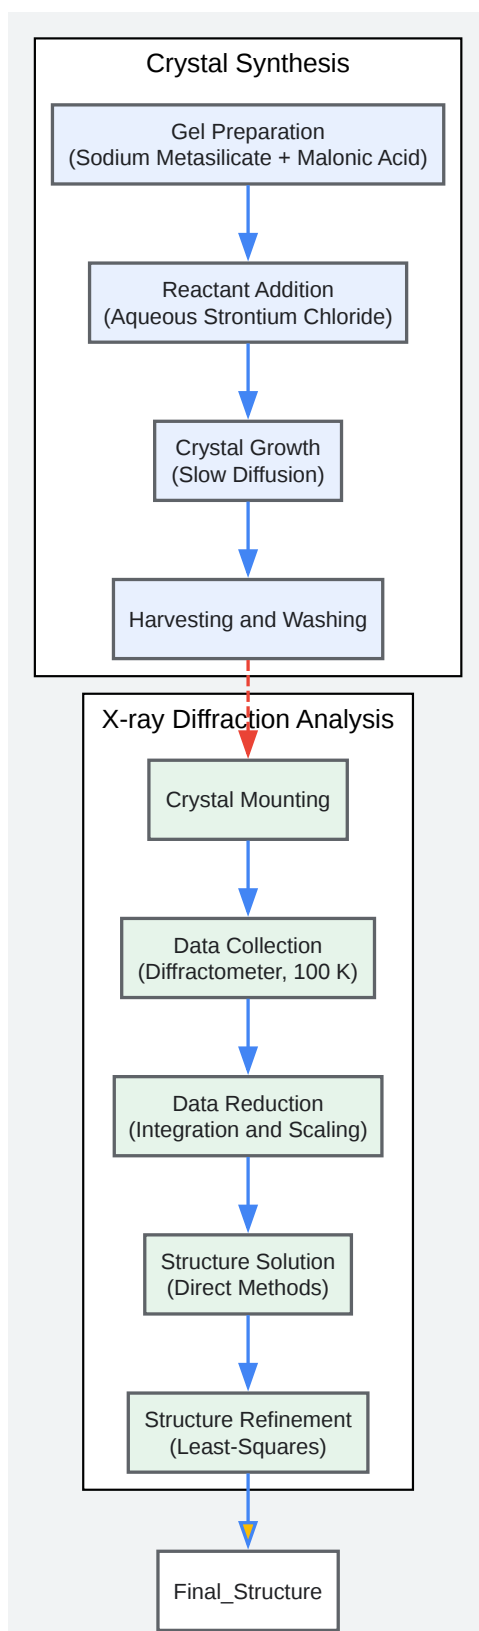 Crystal Synthesis
Gel Preparation
(Sodium Metasilicate + Malonic Acid)
Reactant Addition
(Aqueous Strontium Chloride)
Crystal Growth
(Slow Diffusion)
Harvesting and Washing
X-ray Diffraction Analysis
Crystal Mounting
Data Collection
(Diffractometer, 100 K)
Data Reduction
(Integration and Scaling)
Structure Solution
(Direct Methods)
Structure Refinement
(Least-Squares)
Final_Structure